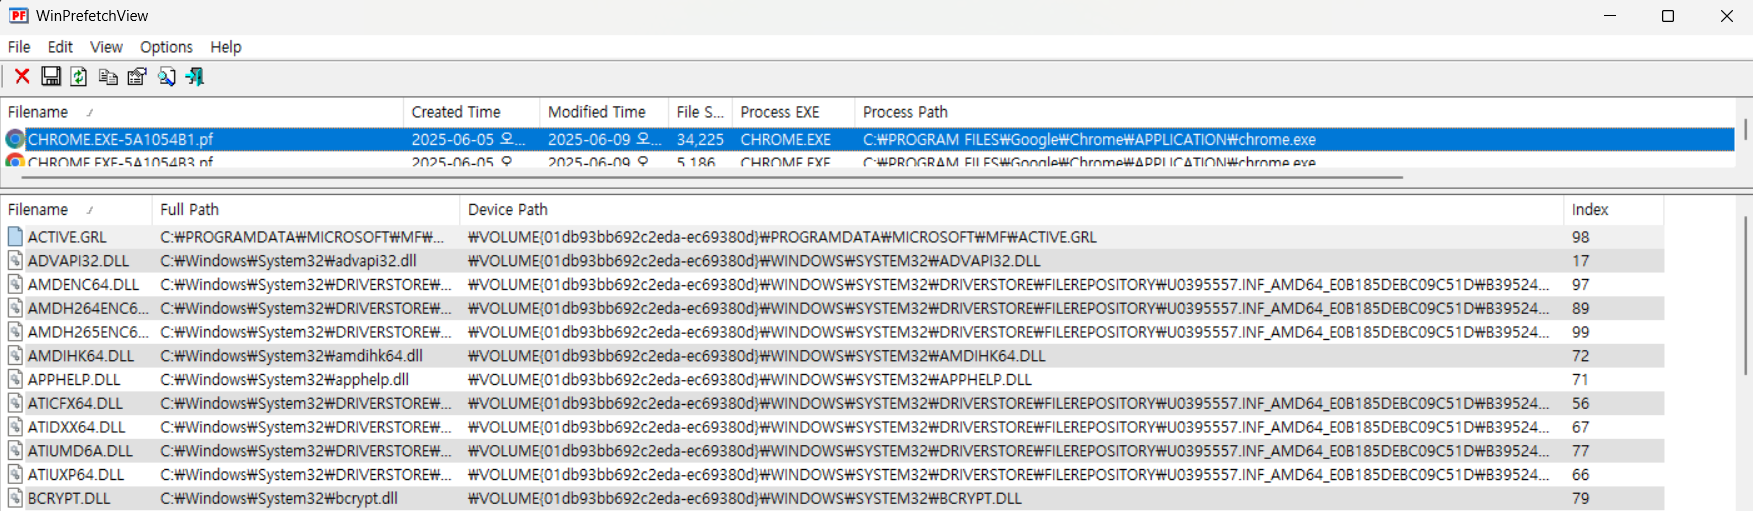 WinPrefetchView
File Edit View Options Help
Filename Created Time Modified Time File S... Process EXE Process Path
CHROME.EXE-5A1054B1.pf 2025-06-05 오... 2025-06-09 오... 34,225 CHROME.EXE C:₩PROGRAM FILES₩Google₩Chrome₩APPLICATION₩chrome.exe
CHROME.EXE-5A1054B3.pf 2025-06-05 오 2025-06-09 오 5,186 CHROME.EXE C:₩PROGRAM FILES₩Google₩Chrome₩APPLICATION₩chrome.exe
Filename Full Path Device Path Index
ACTIVE.GRL C:₩PROGRAMDATA₩MICROSOFT₩MF₩... ₩VOLUME{01db93bb692c2eda-ec69380d}₩PROGRAMDATA₩MICROSOFT₩MF₩ACTIVE.GRL 98
ADVAPI32.DLL C:₩Windows₩System32₩advapi32.dll ₩VOLUME{01db93bb692c2eda-ec69380d}₩WINDOWS₩SYSTEM32₩ADVAPI32.DLL 17
AMDENC64.DLL C:₩Windows₩System32₩DRIVERSTORE₩... ₩VOLUME{01db93bb692c2eda-ec69380d}₩WINDOWS₩SYSTEM32₩DRIVERSTORE₩FILEREPOSITORY₩U0395557.INF_AMD64_E0B185DEBC09C51D₩B39524... 97
AMDH264ENC6... C:₩Windows₩System32₩DRIVERSTORE₩... ₩VOLUME{01db93bb692c2eda-ec69380d}₩WINDOWS₩SYSTEM32₩DRIVERSTORE₩FILEREPOSITORY₩U0395557.INF_AMD64_E0B185DEBC09C51D₩B39524... 89
AMDH265ENC6... C:₩Windows₩System32₩DRIVERSTORE₩... ₩VOLUME{01db93bb692c2eda-ec69380d}₩WINDOWS₩SYSTEM32₩DRIVERSTORE₩FILEREPOSITORY₩U0395557.INF_AMD64_E0B185DEBC09C51D₩B39524... 99
AMDIHK64.DLL C:₩Windows₩System32₩amdihk64.dll ₩VOLUME{01db93bb692c2eda-ec69380d}₩WINDOWS₩SYSTEM32₩AMDIHK64.DLL 72
APPHELP.DLL C:₩Windows₩System32₩apphelp.dll ₩VOLUME{01db93bb692c2eda-ec69380d}₩WINDOWS₩SYSTEM32₩APPHELP.DLL 71
ATICFX64.DLL C:₩Windows₩System32₩DRIVERSTORE₩... ₩VOLUME{01db93bb692c2eda-ec69380d}₩WINDOWS₩SYSTEM32₩DRIVERSTORE₩FILEREPOSITORY₩U0395557.INF_AMD64_E0B185DEBC09C51D₩B39524... 56
ATIDXX64.DLL C:₩Windows₩System32₩DRIVERSTORE₩... ₩VOLUME{01db93bb692c2eda-ec69380d}₩WINDOWS₩SYSTEM32₩DRIVERSTORE₩FILEREPOSITORY₩U0395557.INF_AMD64_E0B185DEBC09C51D₩B39524... 67
ATIUMD6A.DLL C:₩Windows₩System32₩DRIVERSTORE₩... ₩VOLUME{01db93bb692c2eda-ec69380d}₩WINDOWS₩SYSTEM32₩DRIVERSTORE₩FILEREPOSITORY₩U0395557.INF_AMD64_E0B185DEBC09C51D₩B39524... 77
ATIUXP64.DLL C:₩Windows₩System32₩DRIVERSTORE₩... ₩VOLUME{01db93bb692c2eda-ec69380d}₩WINDOWS₩SYSTEM32₩DRIVERSTORE₩FILEREPOSITORY₩U0395557.INF_AMD64_E0B185DEBC09C51D₩B39524... 66
BCRYPT.DLL C:₩Windows₩System32₩bcrypt.dll ₩VOLUME{01db93bb692c2eda-ec69380d}₩WINDOWS₩SYSTEM32₩BCRYPT.DLL 79